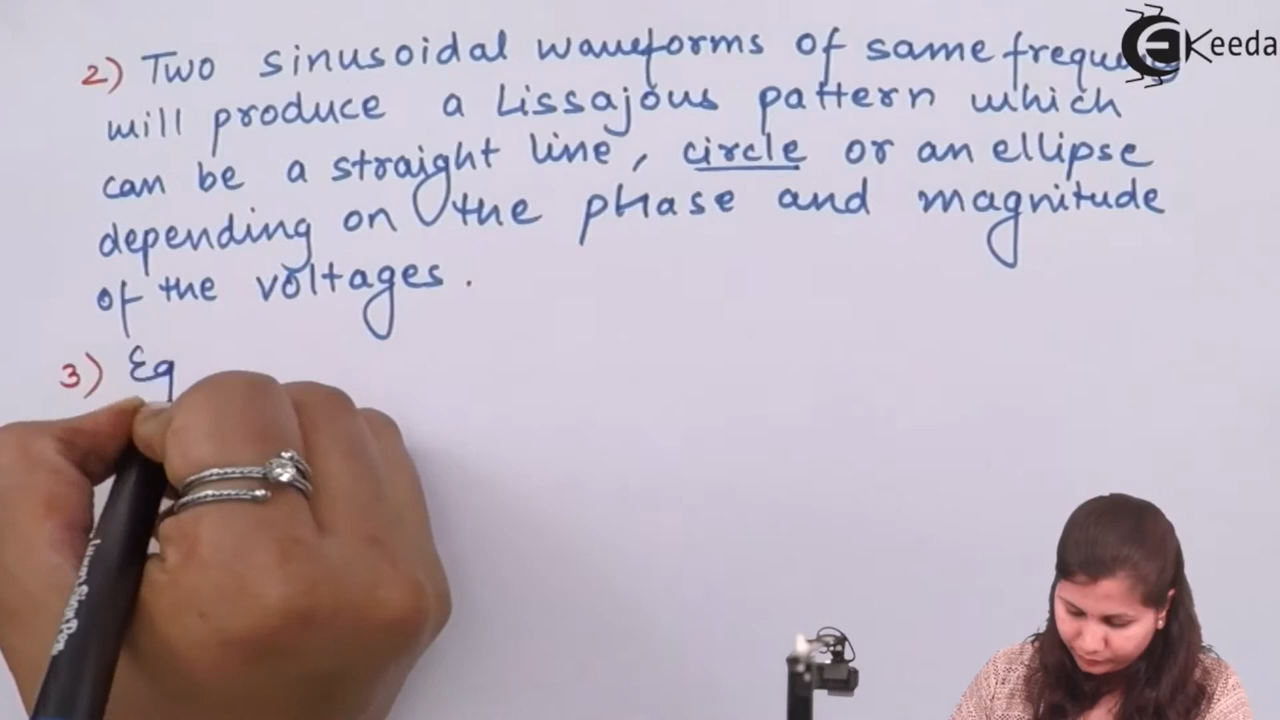 2) Two sinusoidal waveforms of same
will produce a Lissajous pattern which
can be a straight line, circle or an ellipse
depending on the phase and magnitude
of the voltages.
3) Eq
Keeda